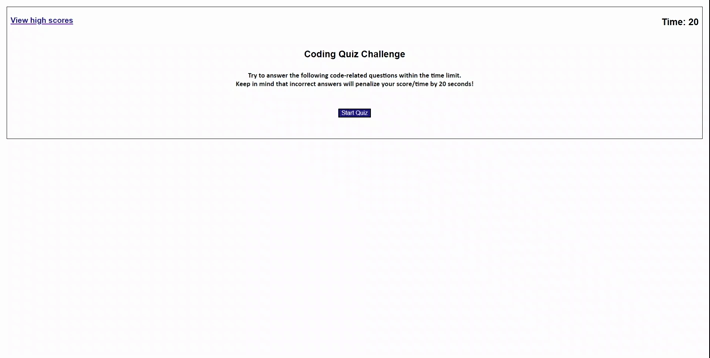 View high scores
Time: 20
Coding Quiz Challenge
Try to answer the following code-related questions within the time limit.
Keep in mind that incorrect answers will penalize your score/time by 20 seconds!
Start Quiz